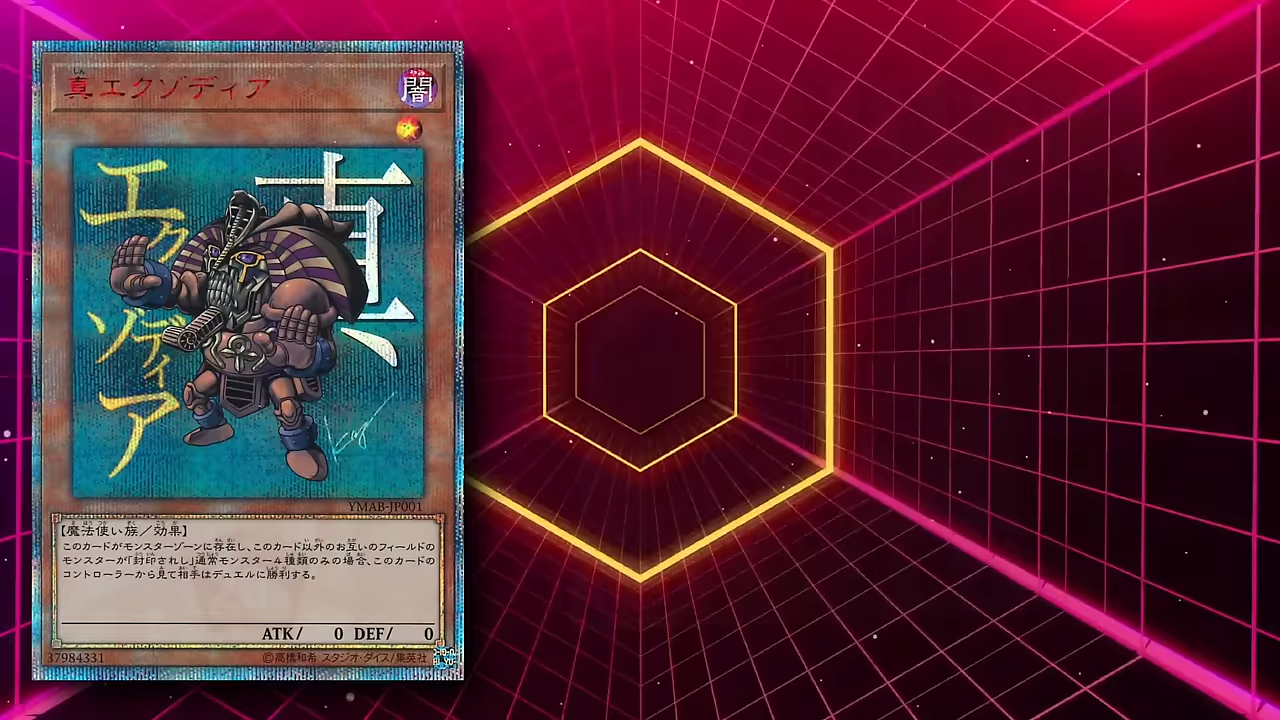 真エクゾディア
闇
真
エクゾディア
YMAB-JP001
【魔法使い族/効果】
このカードがモンスターゾーンに存在し、このカード以外のお互いのフィールドの
モンスターが「封印されし」通常モンスター4種類のみの場合、このカードの
コントローラーから見て相手はデュエルに勝利する。
ATK/ 0 DEF/ 0
37984331 ©高橋和希 スタジオ・ダイス/集英社